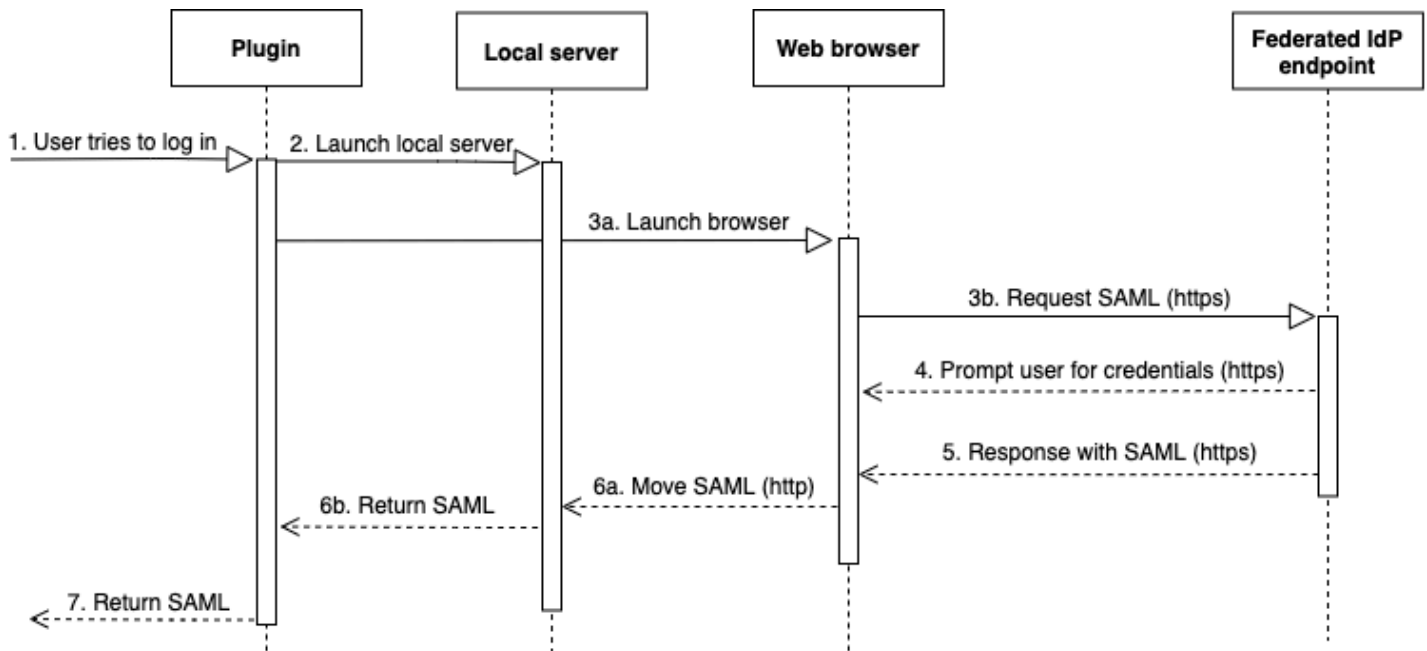 Plugin
Local server
Web browser
Federated IdP
endpoint
1. User tries to log in
2. Launch local server
3a. Launch browser
3b. Request SAML (https)
4. Prompt user for credentials (https)
5. Response with SAML (https)
6a. Move SAML (http)
6b. Return SAML
7. Return SAML